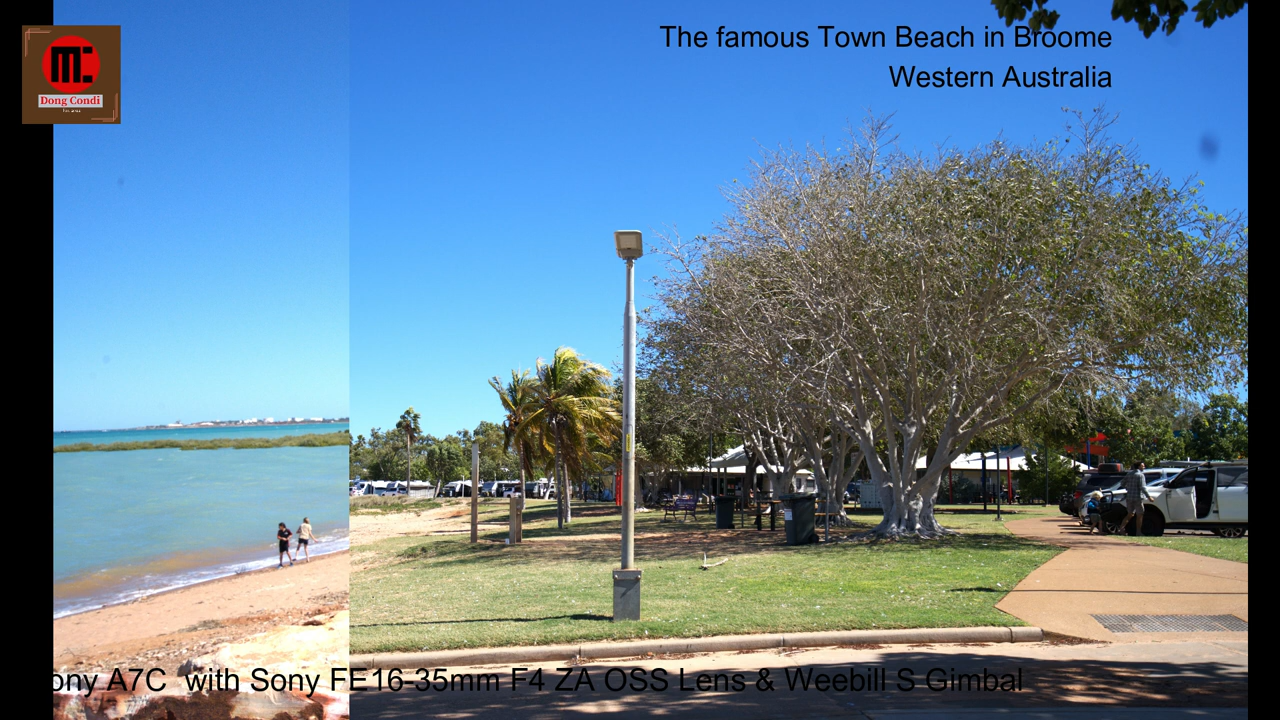 The famous Town Beach in Broome
Western Australia
MC
Dong Condi
ony A7C with Sony FE16-35mm F4 ZA OSS Lens & Weebill S Gimbal